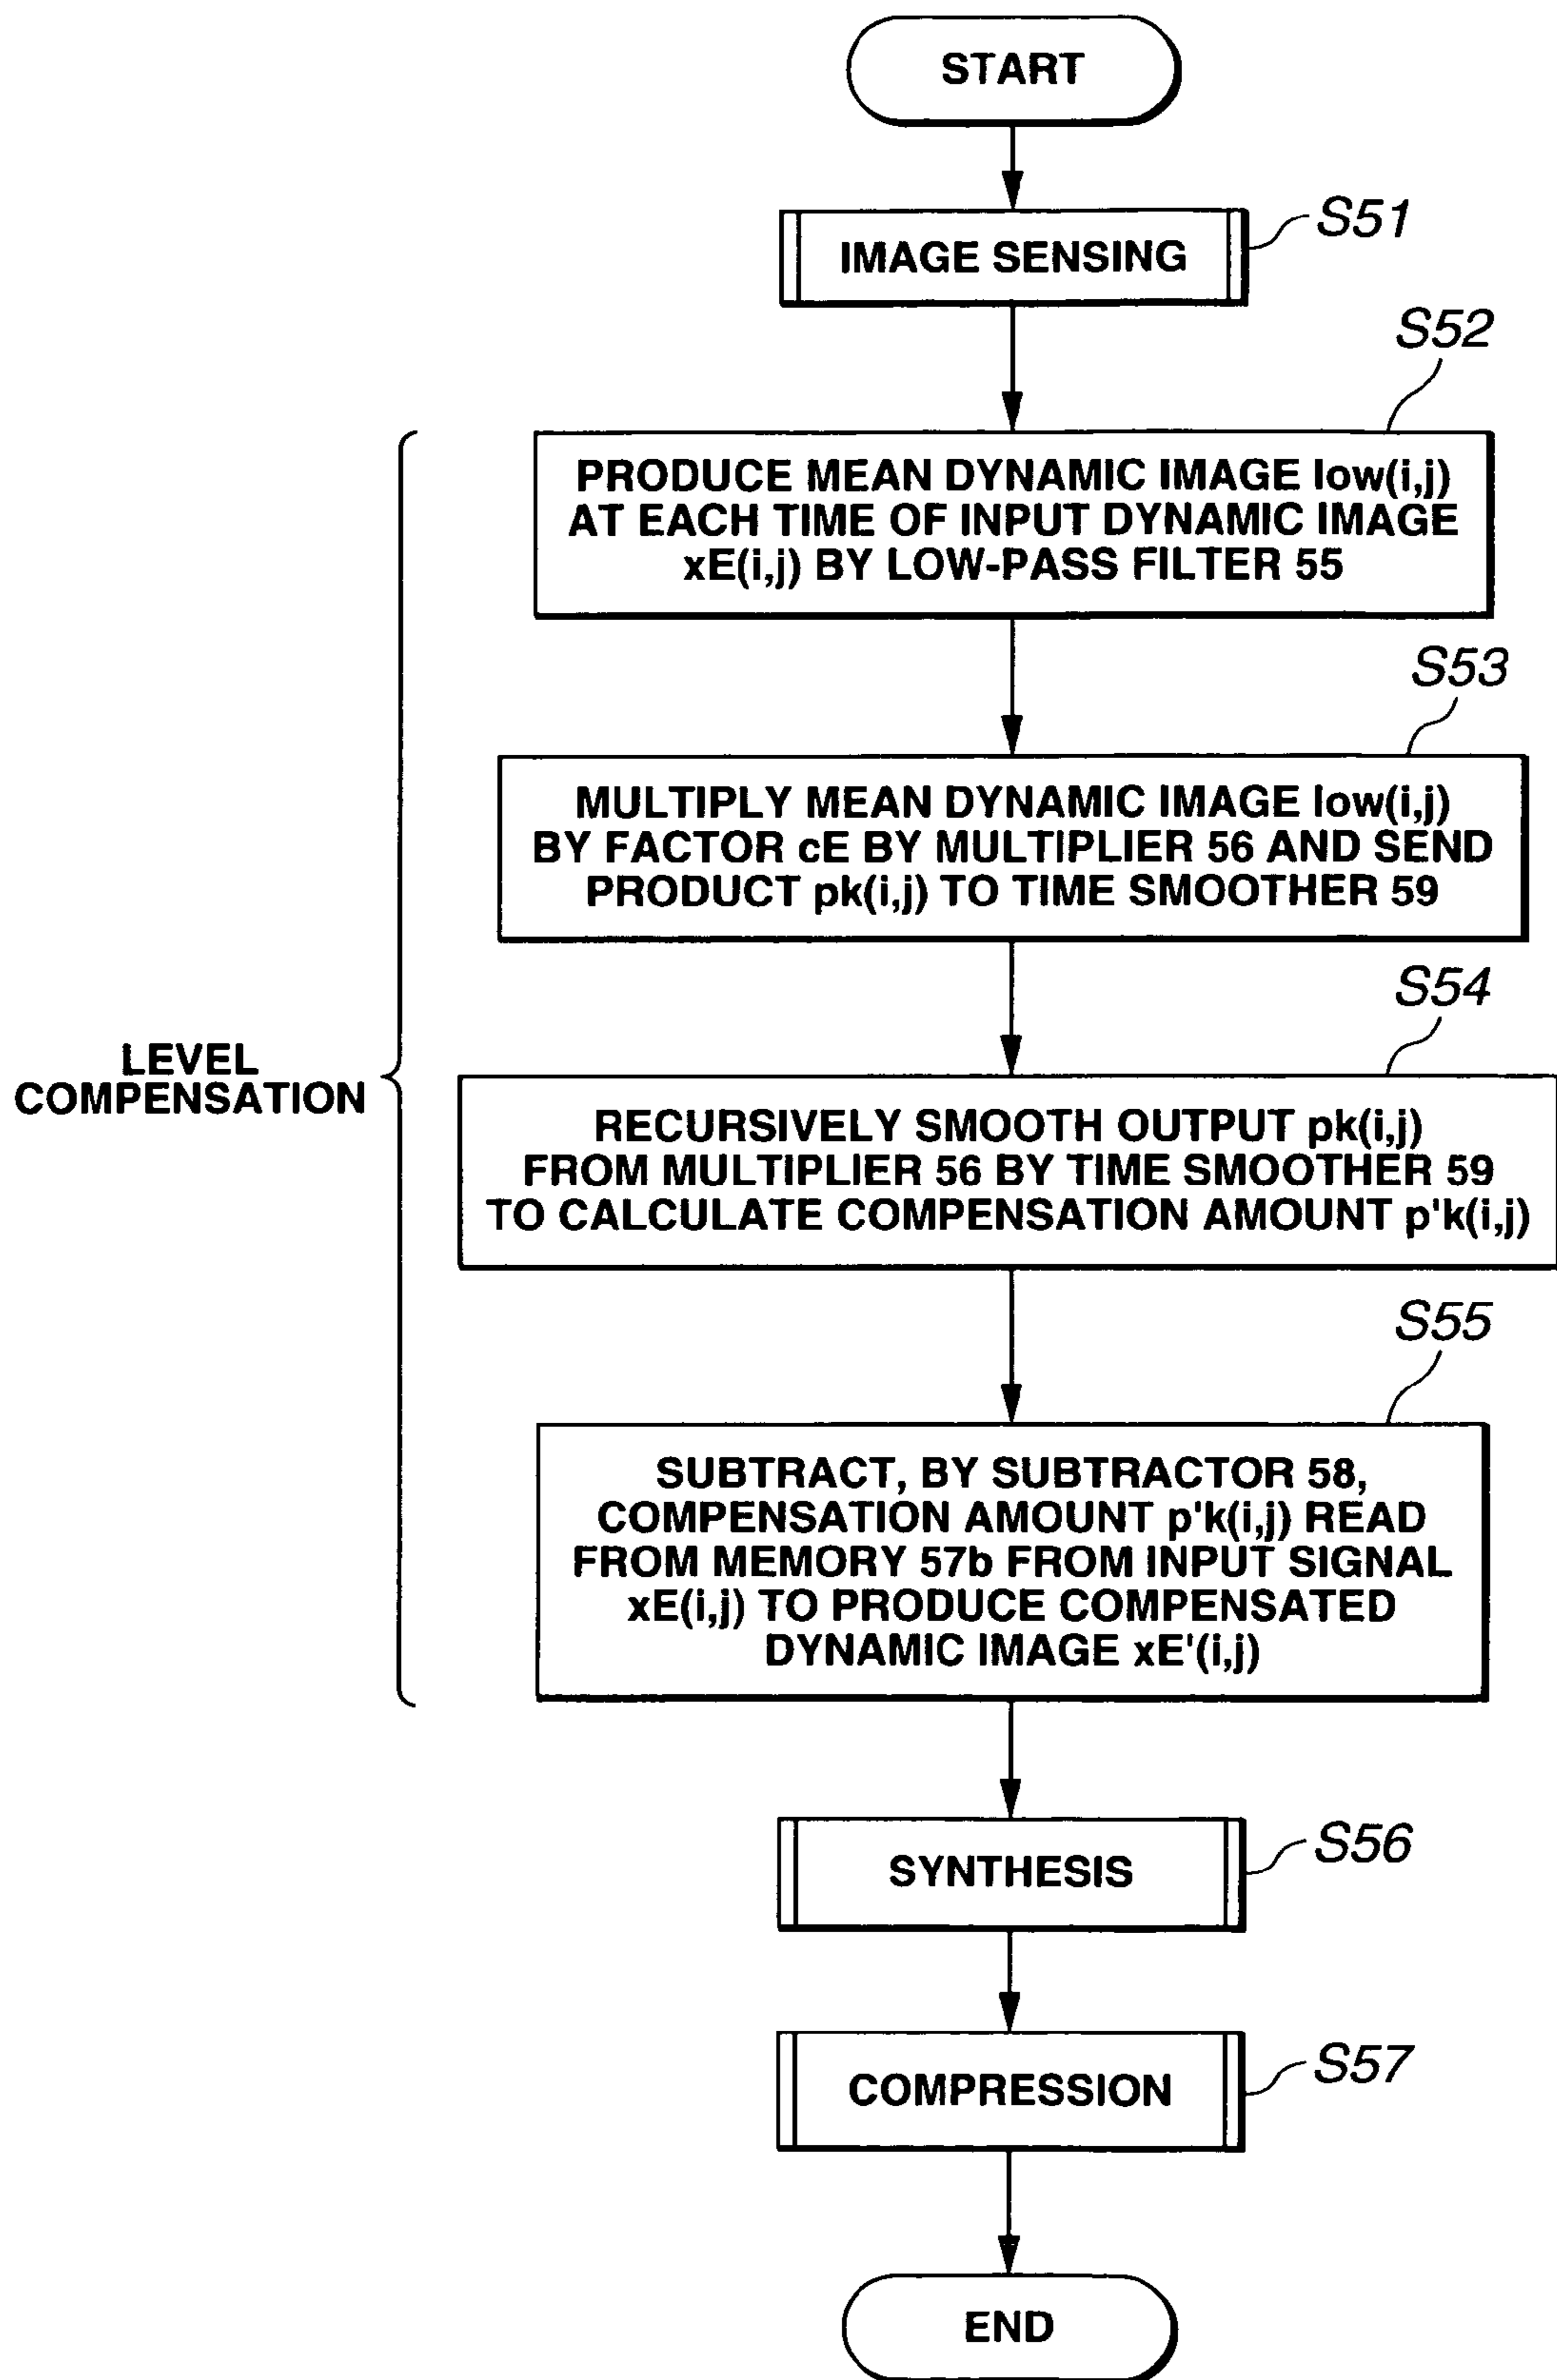 START
IMAGE SENSING
S51
S52
PRODUCE MEAN DYNAMIC IMAGE low(i,j)
AT EACH TIME OF INPUT DYNAMIC IMAGE
xE(i,j) BY LOW-PASS FILTER 55
S53
MULTIPLY MEAN DYNAMIC IMAGE low(i,j)
BY FACTOR cE BY MULTIPLIER 56 AND SEND
PRODUCT pk(i,j) TO TIME SMOOTHER 59
S54
LEVEL
COMPENSATION
RECURSIVELY SMOOTH OUTPUT pk(i,j)
FROM MULTIPLIER 56 BY TIME SMOOTHER 59
TO CALCULATE COMPENSATION AMOUNT p'k(i,j)
S55
SUBTRACT, BY SUBTRACTOR 58,
COMPENSATION AMOUNT p'k(i,j) READ
FROM MEMORY 57b FROM INPUT SIGNAL
xE(i,j) TO PRODUCE COMPENSATED
DYNAMIC IMAGE xE'(i,j)
SYNTHESIS
S56
COMPRESSION
S57
END